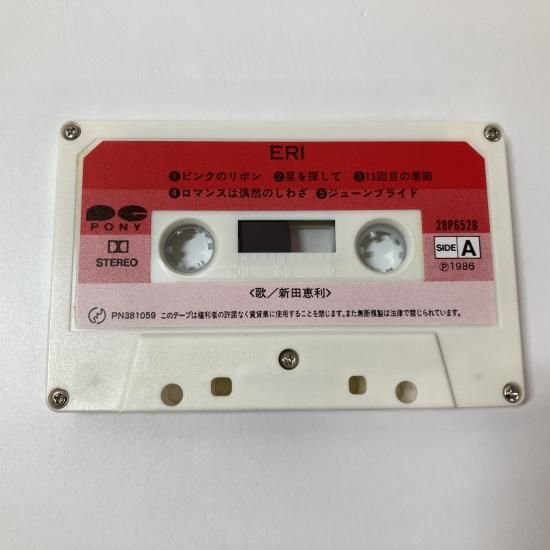 ERI
❶ピンクのリボン ❷星を探して ❸13回目の季節
❹ロマンスは偶然のしわざ ❺ジューンブライド
PC
PONY
28P6528
STEREO
SIDE A
Ⓟ1986
100 50 0
〈歌／新田恵利〉
PN381059 このテープは権利者の許諾なく賃貸業に使用することを禁じます。また無断複製は法律で禁じられています。